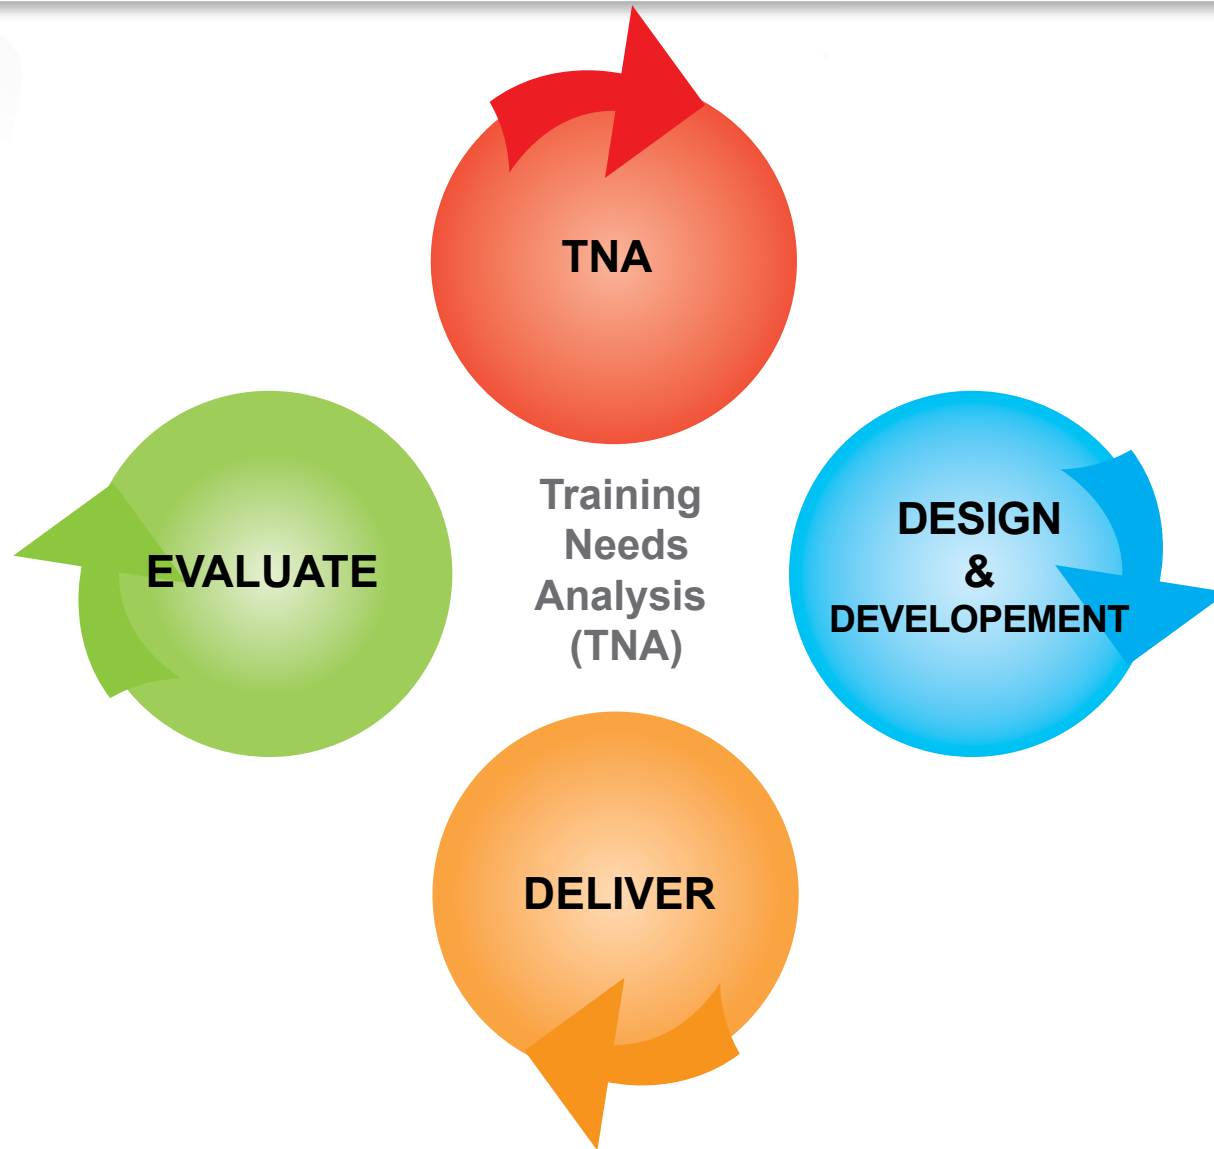 TNA
Training
Needs
Analysis
(TNA)
DESIGN
&
DEVELOPEMENT
EVALUATE
DELIVER